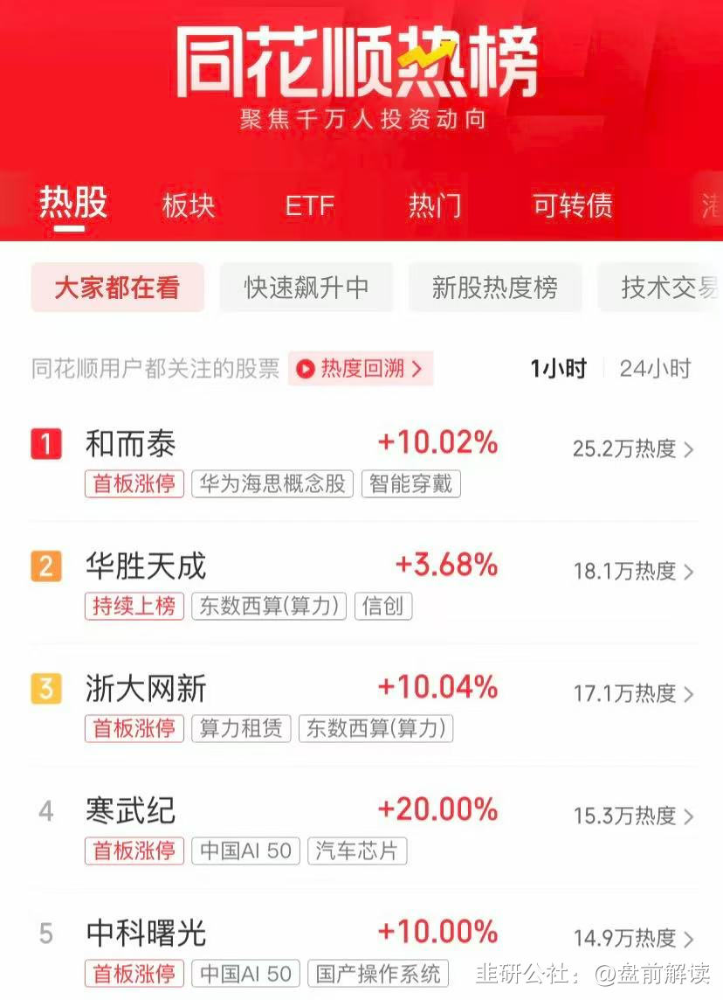 同花顺热榜
聚焦千万人投资动向
热股 板块 ETF 热门 可转债 港
大家都在看 快速飙升中 新股热度榜 技术交易
同花顺用户都关注的股票 热度回溯 1小时 24小时
1 和而泰 +10.02% 25.2万热度
首板涨停 华为海思概念股 智能穿戴
2 华胜天成 +3.68% 18.1万热度
持续上榜 东数西算(算力) 信创
3 浙大网新 +10.04% 17.1万热度
首板涨停 算力租赁 东数西算(算力)
4 寒武纪 +20.00% 15.3万热度
首板涨停 中国AI 50 汽车芯片
5 中科曙光 +10.00% 14.9万热度
首板涨停 中国AI 50 国产操作系统
韭研公社：@盘前解读